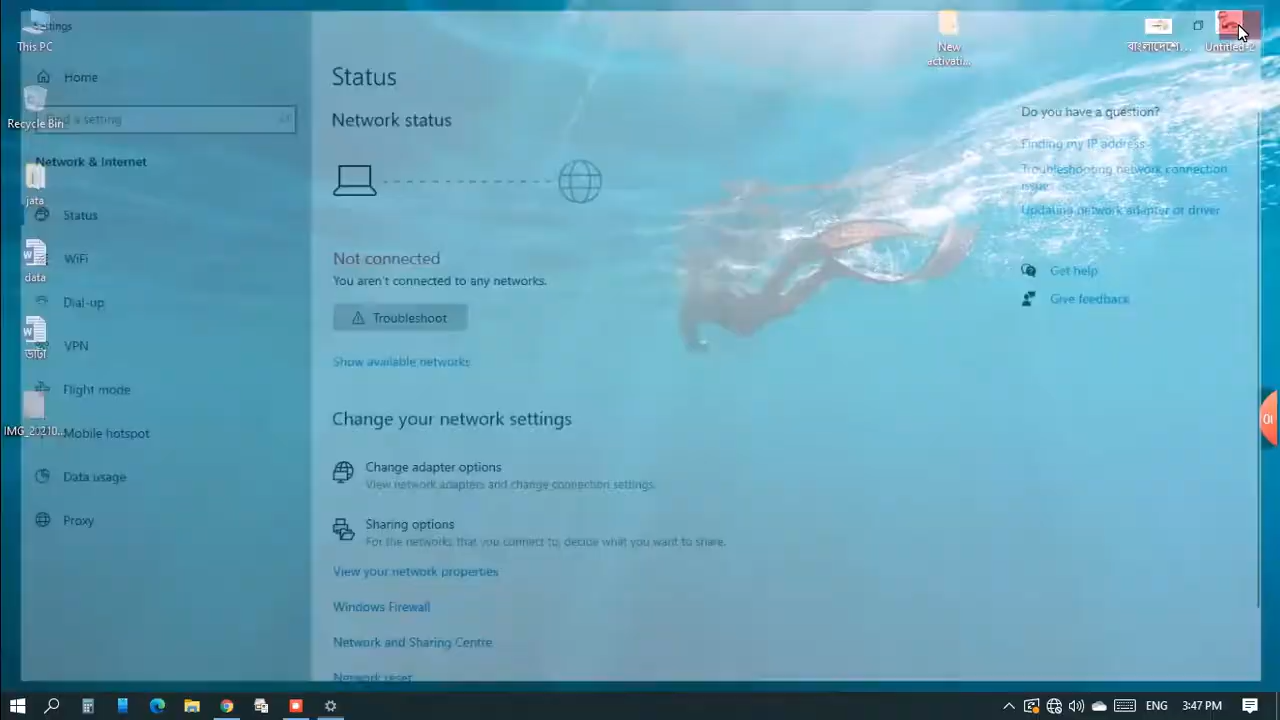 Settings
This PC
Recycle Bin
jata
data
ডাটা
IMG_20210...
New
activati...
বাংলাদেশে...
Untitled-2
Home
Find a setting
Network & Internet
Status
WiFi
Dial-up
VPN
Flight mode
Mobile hotspot
Data usage
Proxy
Status
Network status
Not connected
You aren't connected to any networks.
Troubleshoot
Show available networks
Change your network settings
Change adapter options
View network adapters and change connection settings.
Sharing options
For the networks that you connect to, decide what you want to share.
View your network properties
Windows Firewall
Network and Sharing Centre
Network reset
Do you have a question?
Finding my IP address
Troubleshooting network connection
issue
Updating network adapter or driver
Get help
Give feedback
ENG
3:47 PM